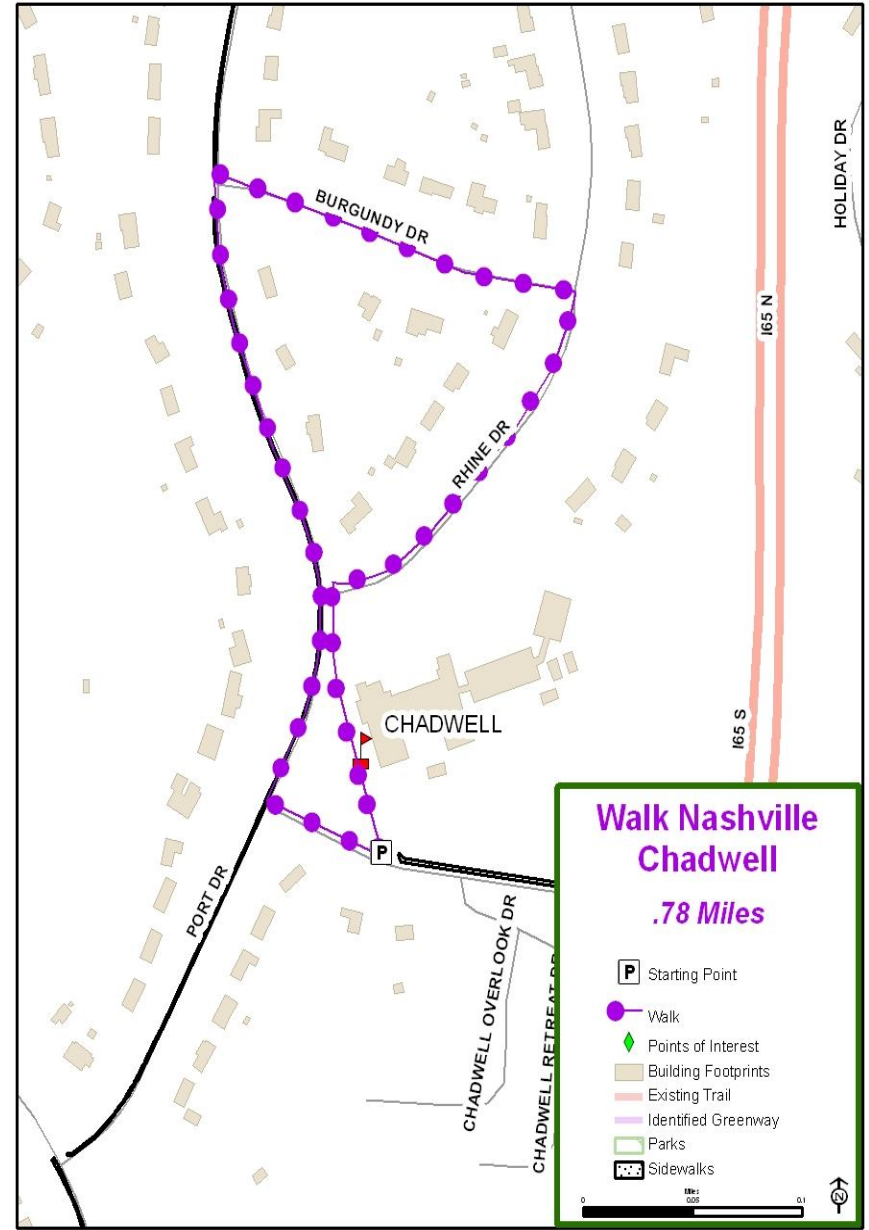 HOLIDAY DR
BURGUNDY DR
I65 N
RHINE DR
CHADWELL
I65 S
P
PORT DR
CHADWELL OVERLOOK DR
CHADWELL RETREAT DR
Walk Nashville
Chadwell
.78 Miles
P Starting Point
Walk
Points of Interest
Building Footprints
Existing Trail
Identified Greenway
Parks
Sidewalks
Miles
0 0.05 0.1
N